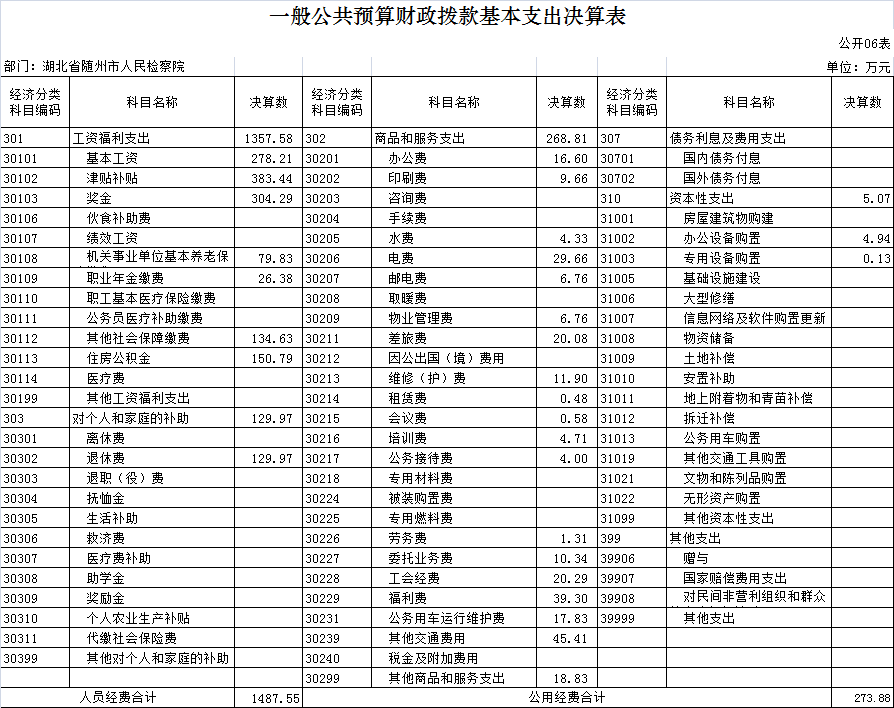 一般公共预算财政拨款基本支出决算表
公开06表
部门：湖北省随州市人民检察院 单位：万元
经济分类科目编码 科目名称 决算数 经济分类科目编码 科目名称 决算数 经济分类科目编码 科目名称 决算数
301 工资福利支出 1357.58 302 商品和服务支出 268.81 307 债务利息及费用支出
30101 基本工资 278.21 30201 办公费 16.60 30701 国内债务付息
30102 津贴补贴 383.44 30202 印刷费 9.66 30702 国外债务付息
30103 奖金 304.29 30203 咨询费 310 资本性支出 5.07
30106 伙食补助费 30204 手续费 31001 房屋建筑物购建
30107 绩效工资 30205 水费 4.33 31002 办公设备购置 4.94
30108 机关事业单位基本养老保 79.83 30206 电费 29.66 31003 专用设备购置 0.13
30109 职业年金缴费 26.38 30207 邮电费 6.76 31005 基础设施建设
30110 职工基本医疗保险缴费 30208 取暖费 31006 大型修缮
30111 公务员医疗补助缴费 30209 物业管理费 6.76 31007 信息网络及软件购置更新
30112 其他社会保障缴费 134.63 30211 差旅费 20.08 31008 物资储备
30113 住房公积金 150.79 30212 因公出国（境）费用 31009 土地补偿
30114 医疗费 30213 维修（护）费 11.90 31010 安置补助
30199 其他工资福利支出 30214 租赁费 0.48 31011 地上附着物和青苗补偿
303 对个人和家庭的补助 129.97 30215 会议费 0.58 31012 拆迁补偿
30301 离休费 30216 培训费 4.71 31013 公务用车购置
30302 退休费 129.97 30217 公务接待费 4.00 31019 其他交通工具购置
30303 退职（役）费 30218 专用材料费 31021 文物和陈列品购置
30304 抚恤金 30224 被装购置费 31022 无形资产购置
30305 生活补助 30225 专用燃料费 31099 其他资本性支出
30306 救济费 30226 劳务费 1.31 399 其他支出
30307 医疗费补助 30227 委托业务费 10.34 39906 赠与
30308 助学金 30228 工会经费 20.29 39907 国家赔偿费用支出
30309 奖励金 30229 福利费 39.30 39908 对民间非营利组织和群众
30310 个人农业生产补贴 30231 公务用车运行维护费 17.83 39999 其他支出
30311 代缴社会保险费 30239 其他交通费用 45.41
30399 其他对个人和家庭的补助 30240 税金及附加费用
30299 其他商品和服务支出 18.83
人员经费合计 1487.55 公用经费合计 273.88